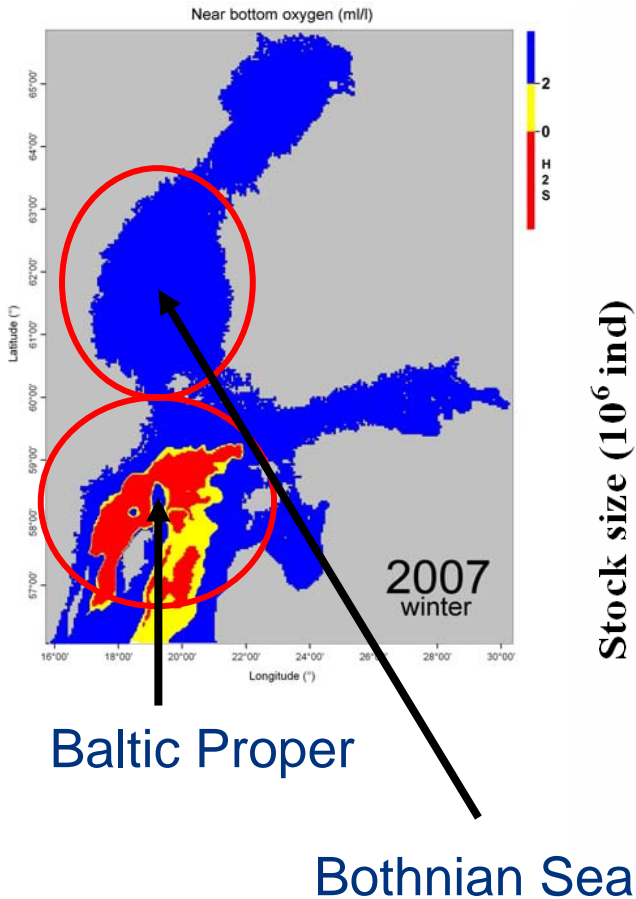 Near bottom oxygen (ml/l)
65°00'
64°00'
63°00'
62°00'
61°00'
60°00'
59°00'
58°00'
57°00'
Latitude (°)
2
0
H
2
S
2007
winter
16°00' 18°00' 20°00' 22°00' 24°00' 26°00' 28°00' 30°00'
Longitude (°)
Stock size (10⁶ ind)
Baltic Proper
Bothnian Sea